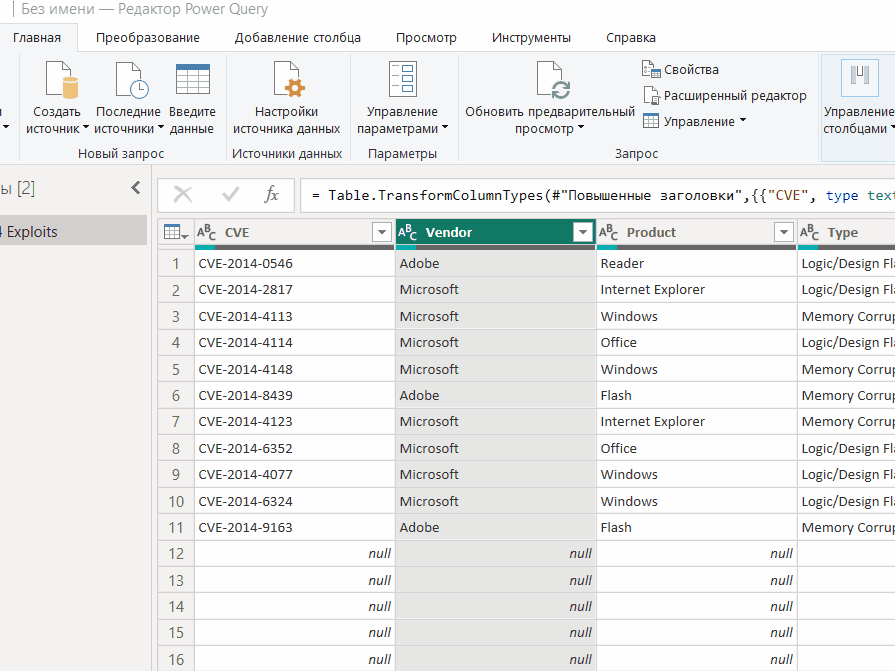 Без имени — Редактор Power Query
Главная Преобразование Добавление столбца Просмотр Инструменты Справка
Создать источник
Последние источники
Введите данные
Новый запрос
Настройки источника данных
Источники данных
Управление параметрами
Параметры
Обновить предварительный просмотр
Свойства
Расширенный редактор
Управление
Запрос
Управление столбцами
ы [2]
Exploits
fx = Table.TransformColumnTypes(#"Повышенные заголовки",{{"CVE", type text
ABC CVE ABC Vendor ABC Product ABC Type
1 CVE-2014-0546 Adobe Reader Logic/Design Fla
2 CVE-2014-2817 Microsoft Internet Explorer Logic/Design Fla
3 CVE-2014-4113 Microsoft Windows Memory Corrup
4 CVE-2014-4114 Microsoft Office Logic/Design Fla
5 CVE-2014-4148 Microsoft Windows Memory Corrup
6 CVE-2014-8439 Adobe Flash Memory Corrup
7 CVE-2014-4123 Microsoft Internet Explorer Memory Corrup
8 CVE-2014-6352 Microsoft Office Logic/Design Fla
9 CVE-2014-4077 Microsoft Windows Logic/Design Fla
10 CVE-2014-6324 Microsoft Windows Logic/Design Fla
11 CVE-2014-9163 Adobe Flash Memory Corrup
12 null null null
13 null null null
14 null null null
15 null null null
16 null null null